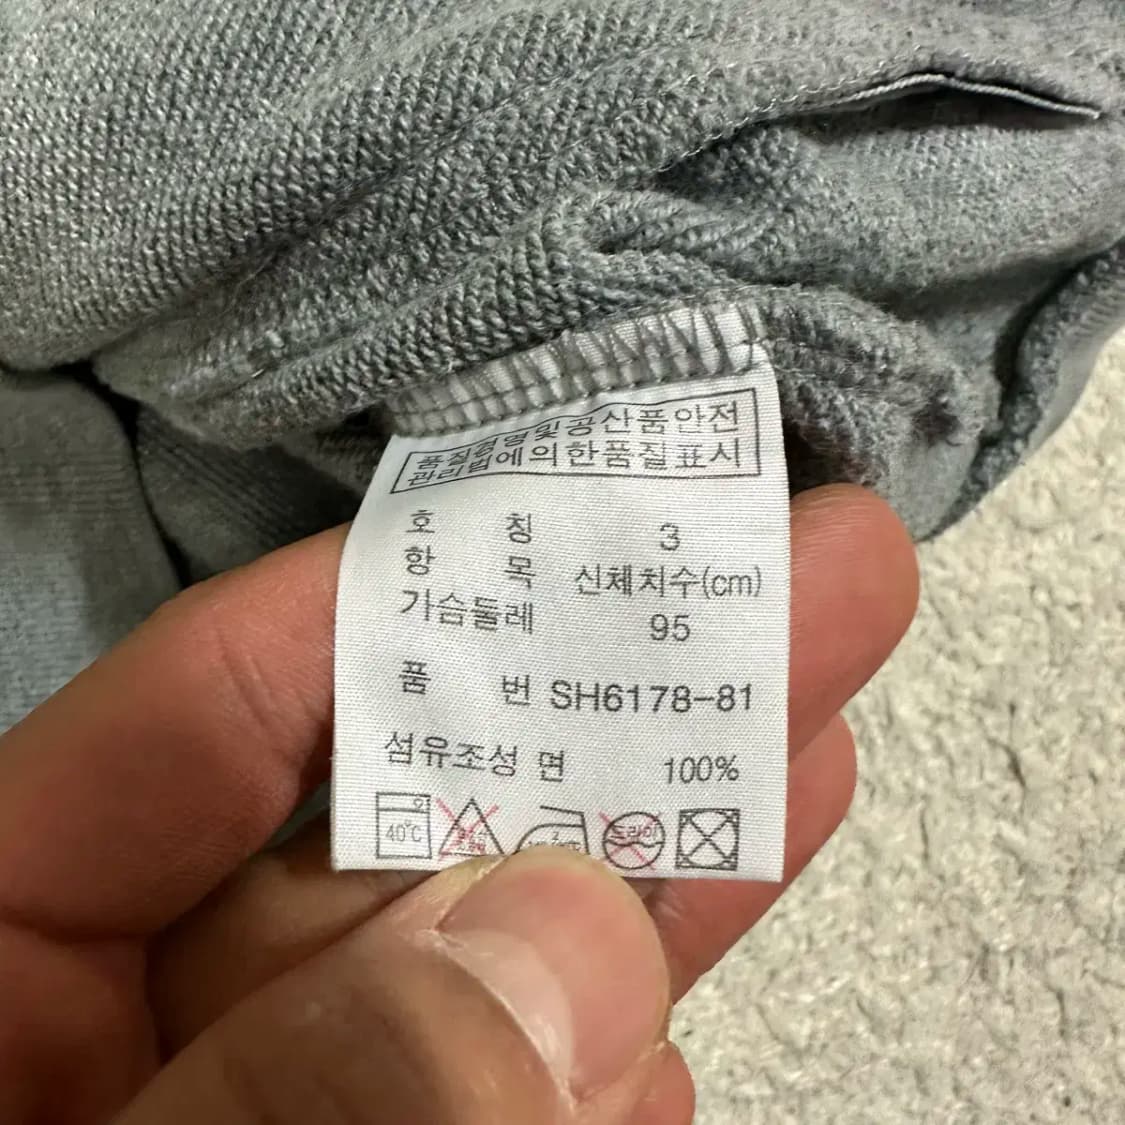 품질경영및공산품안전
관리법에의한품질표시
호 칭 3
항 목 신체치수(cm)
가슴둘레 95
품 번 SH6178-81
섬유조성 면 100%
40℃ 드라이